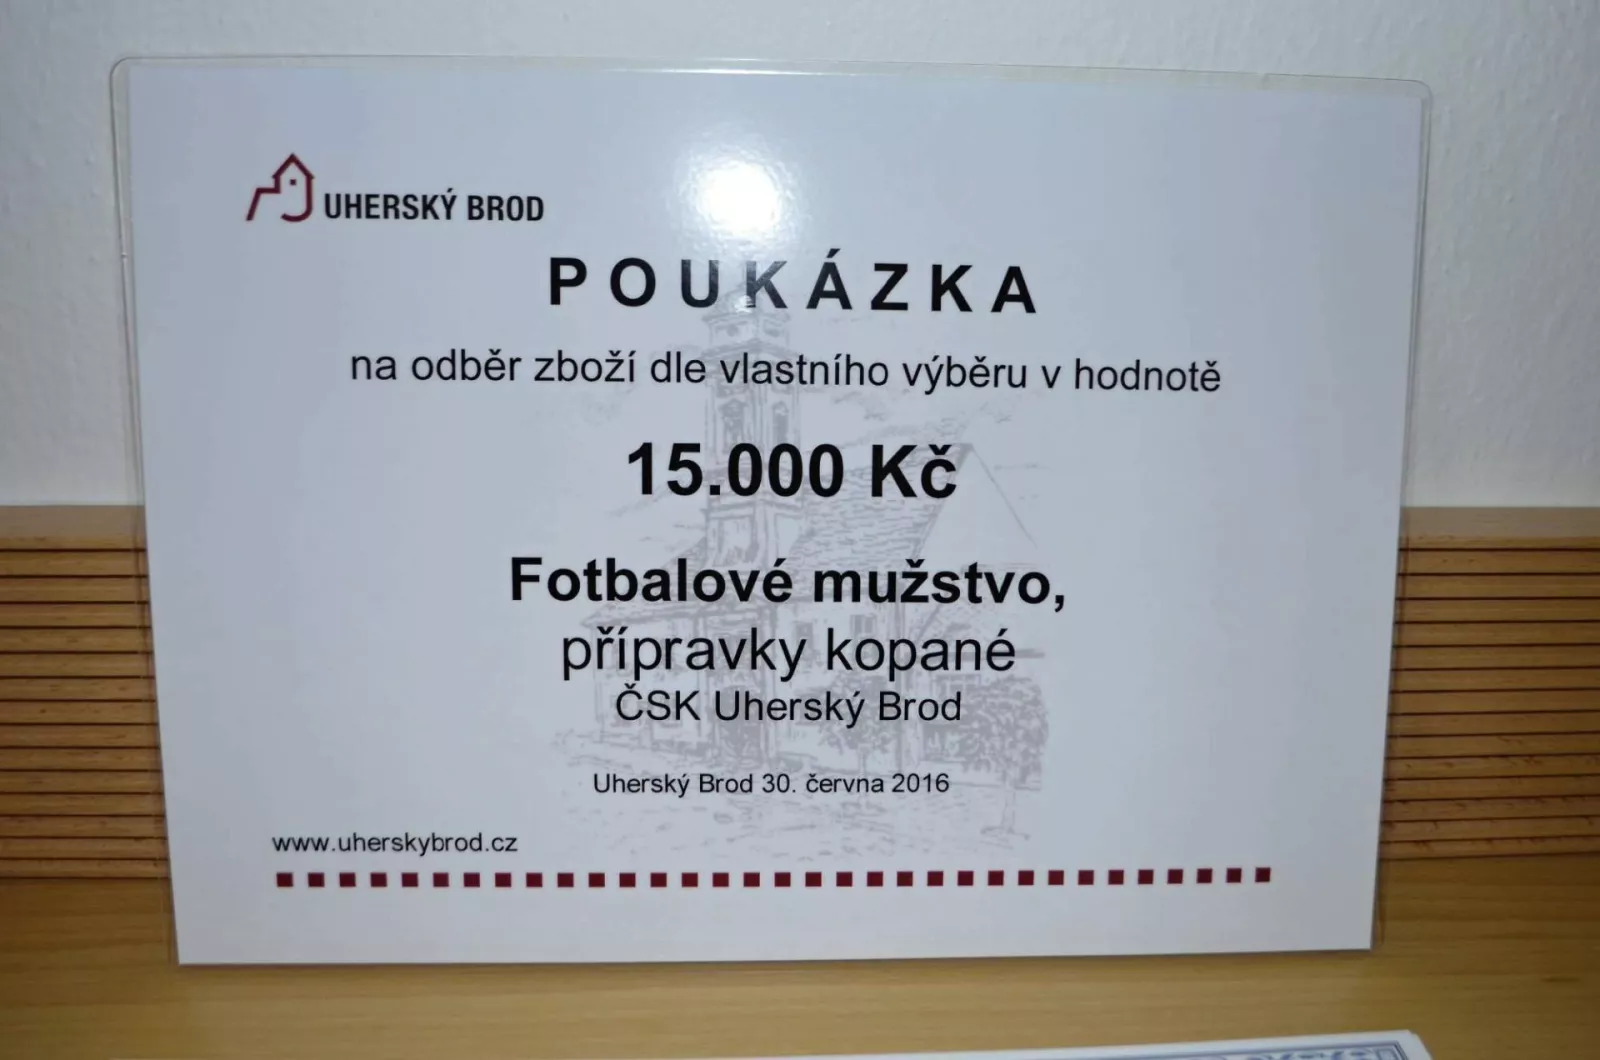 UHERSKÝ BROD
POUKÁZKA
na odběr zboží dle vlastního výběru v hodnotě
15.000 Kč
Fotbalové mužstvo,
přípravky kopané
ČSK Uherský Brod
Uherský Brod 30. června 2016
www.uherskybrod.cz